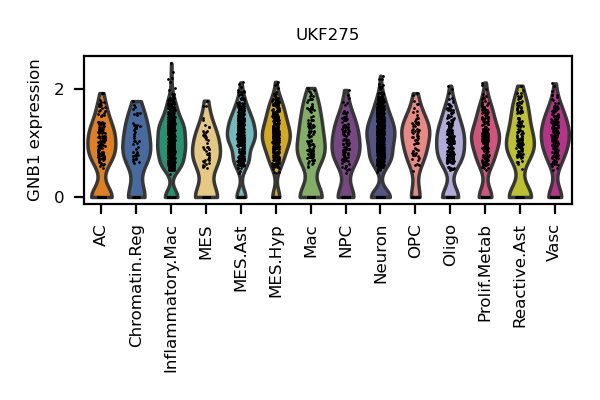 UKF275
GNB1 expression
2
0
AC
Chromatin.Reg
Inflammatory.Mac
MES
MES.Ast
MES.Hyp
Mac
NPC
Neuron
OPC
Oligo
Prolif.Metab
Reactive.Ast
Vasc